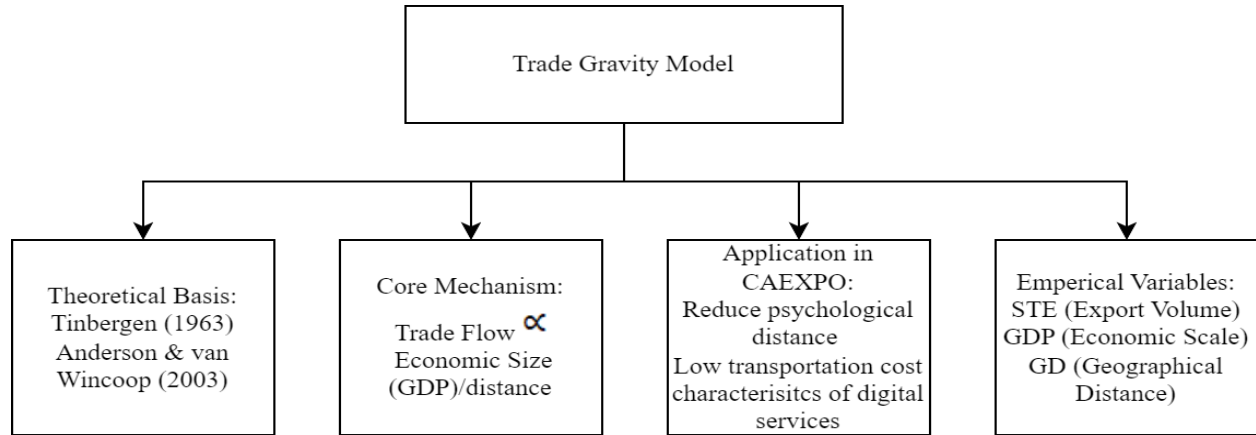 Trade Gravity Model
Theoretical Basis:
Tinbergen (1963)
Anderson & van
Wincoop (2003)
Core Mechanism:
Trade Flow ∝
Economic Size
(GDP)/distance
Application in
CAEXPO:
Reduce psychological
distance
Low transportation cost
characterisitcs of digital
services
Emperical Variables:
STE (Export Volume)
GDP (Economic Scale)
GD (Geographical
Distance)